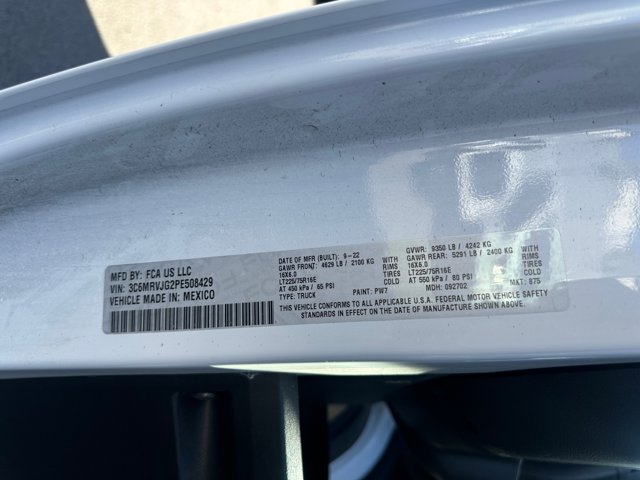 MFD BY: FCA US LLC
VIN: 3C6MRVJG2PE508429
VEHICLE MADE IN: MEXICO
DATE OF MFR (BUILT): 9-22 GVWR: 9350 LB / 4242 KG
GAWR FRONT: 4629 LB / 2100 KG WITH GAWR REAR: 5291 LB / 2400 KG WITH
16X6.0 RIMS 16X6.0 RIMS
LT225/75R16E TIRES LT225/75R16E TIRES
AT 450 kPa / 65 PSI COLD AT 550 kPa / 80 PSI COLD
TYPE: TRUCK PAINT: PW7 MDH: 092702 MKT: 875
THIS VEHICLE CONFORMS TO ALL APPLICABLE U.S.A. FEDERAL MOTOR VEHICLE SAFETY
STANDARDS IN EFFECT ON THE DATE OF MANUFACTURE SHOWN ABOVE.